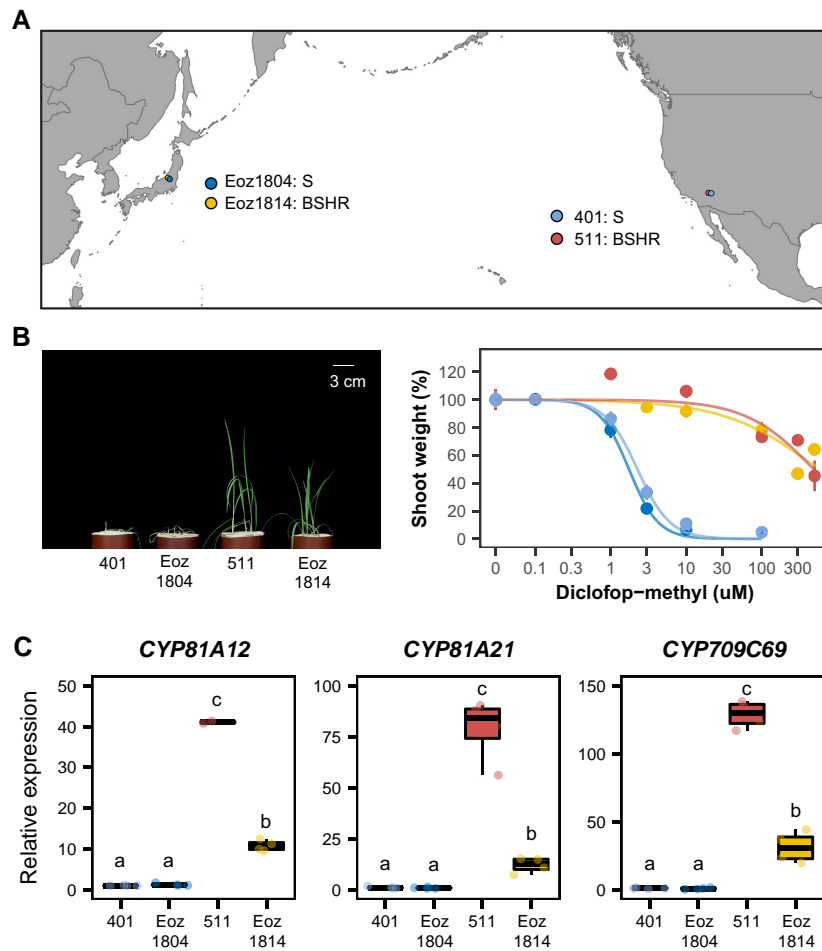 A
Eoz1804: S
Eoz1814: BSHR
401: S
511: BSHR
B
3 cm
401
Eoz
1804
511
Eoz
1814
Shoot weight (%)
120
100
80
60
40
20
0
0 0.1 0.3 1 3 10 100 300
Diclofop−methyl (uM)
C
CYP81A12
CYP81A21
CYP709C69
Relative expression
50
40
30
20
10
0
a a c b
401 Eoz 511 Eoz
1804 1814
100
75
50
25
0
a a c b
401 Eoz 511 Eoz
1804 1814
150
100
50
0
a a c b
401 Eoz 511 Eoz
1804 1814